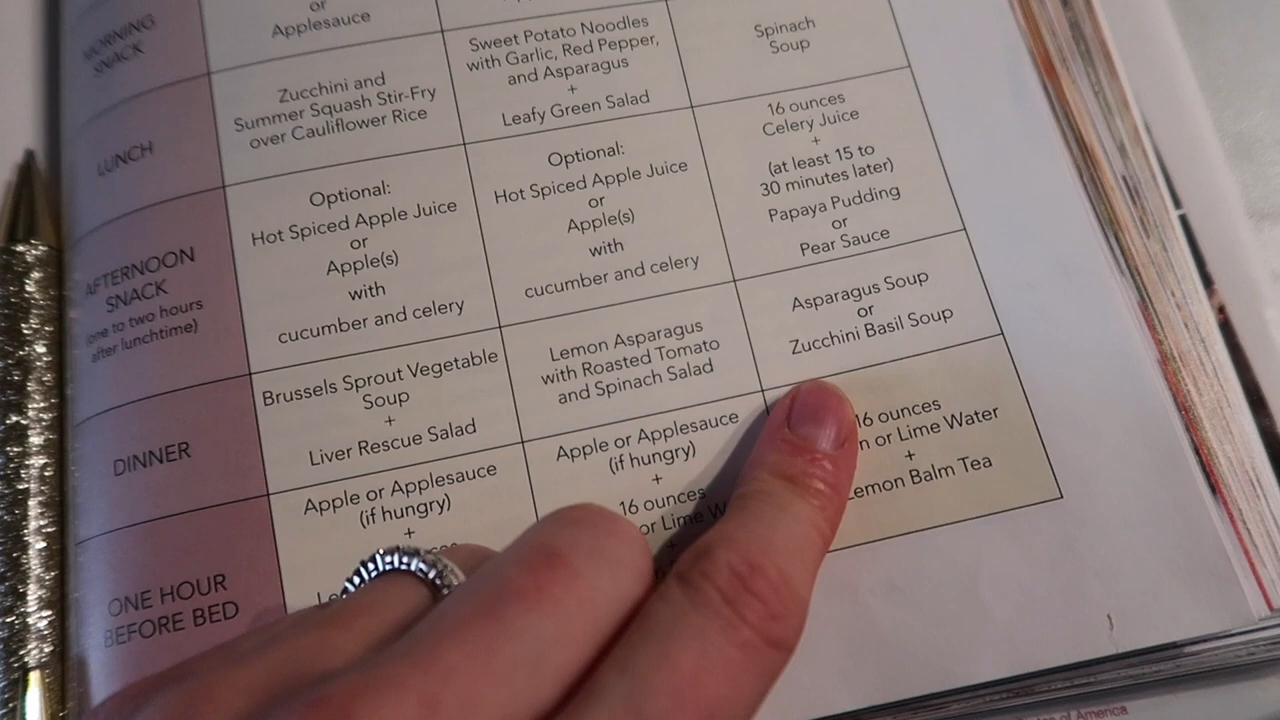 MORNING
SNACK
or
Applesauce
LUNCH
Zucchini and
Summer Squash Stir-Fry
over Cauliflower Rice
Sweet Potato Noodles
with Garlic, Red Pepper,
and Asparagus
+
Leafy Green Salad
Spinach
Soup
AFTERNOON
SNACK
(one to two hours
after lunchtime)
Optional:
Hot Spiced Apple Juice
or
Apple(s)
with
cucumber and celery
Optional:
Hot Spiced Apple Juice
or
Apple(s)
with
cucumber and celery
16 ounces
Celery Juice
+
(at least 15 to
30 minutes later)
Papaya Pudding
or
Pear Sauce
DINNER
Brussels Sprout Vegetable
Soup
+
Liver Rescue Salad
Lemon Asparagus
with Roasted Tomato
and Spinach Salad
Asparagus Soup
or
Zucchini Basil Soup
ONE HOUR
BEFORE BED
Apple or Applesauce
(if hungry)
+
Apple or Applesauce
(if hungry)
+
16 ounces
or Lime
16 ounces
or Lime Water
+
Lemon Balm Tea
of America